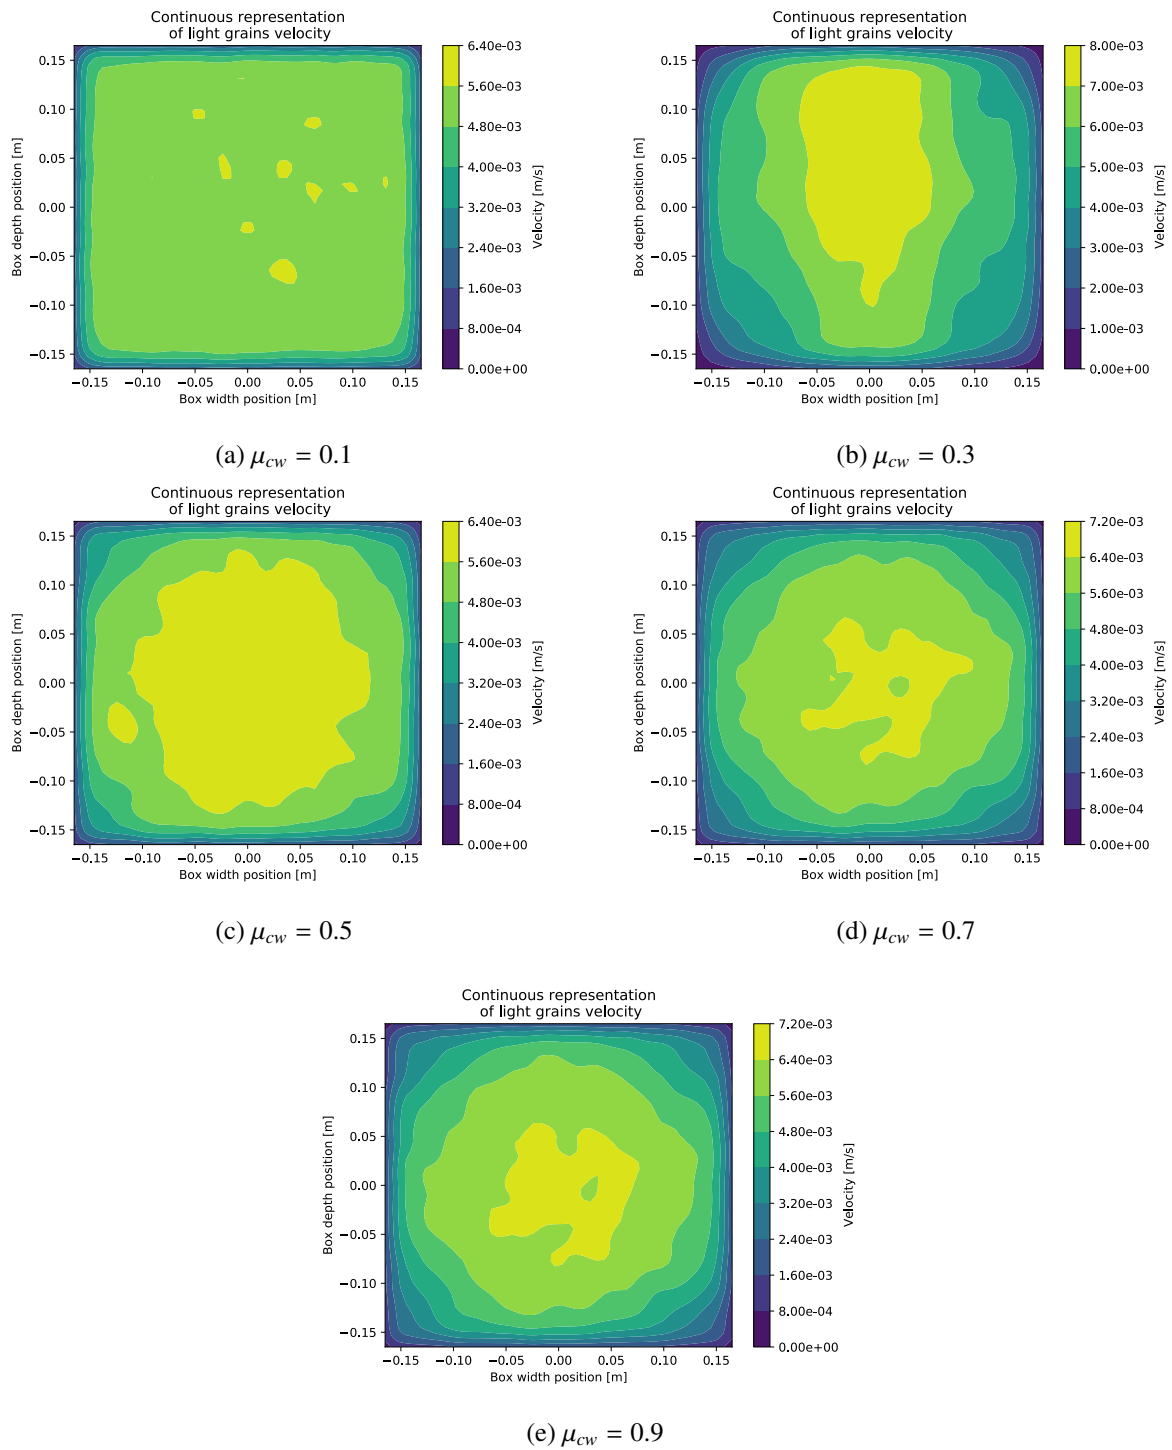 Continuous representation
of light grains velocity
0.15
0.10
0.05
0.00
−0.05
−0.10
−0.15
Box depth position [m]
−0.15 −0.10 −0.05 0.00 0.05 0.10 0.15
Box width position [m]
6.40e-03
5.60e-03
4.80e-03
4.00e-03
3.20e-03
2.40e-03
1.60e-03
8.00e-04
0.00e+00
Velocity [m/s]
(a) μcw = 0.1
Continuous representation
of light grains velocity
0.15
0.10
0.05
0.00
−0.05
−0.10
−0.15
Box depth position [m]
−0.15 −0.10 −0.05 0.00 0.05 0.10 0.15
Box width position [m]
8.00e-03
7.00e-03
6.00e-03
5.00e-03
4.00e-03
3.00e-03
2.00e-03
1.00e-03
0.00e+00
Velocity [m/s]
(b) μcw = 0.3
Continuous representation
of light grains velocity
0.15
0.10
0.05
0.00
−0.05
−0.10
−0.15
Box depth position [m]
−0.15 −0.10 −0.05 0.00 0.05 0.10 0.15
Box width position [m]
6.40e-03
5.60e-03
4.80e-03
4.00e-03
3.20e-03
2.40e-03
1.60e-03
8.00e-04
0.00e+00
Velocity [m/s]
(c) μcw = 0.5
Continuous representation
of light grains velocity
0.15
0.10
0.05
0.00
−0.05
−0.10
−0.15
Box depth position [m]
−0.15 −0.10 −0.05 0.00 0.05 0.10 0.15
Box width position [m]
7.20e-03
6.40e-03
5.60e-03
4.80e-03
4.00e-03
3.20e-03
2.40e-03
1.60e-03
8.00e-04
0.00e+00
Velocity [m/s]
(d) μcw = 0.7
Continuous representation
of light grains velocity
0.15
0.10
0.05
0.00
−0.05
−0.10
−0.15
Box depth position [m]
−0.15 −0.10 −0.05 0.00 0.05 0.10 0.15
Box width position [m]
7.20e-03
6.40e-03
5.60e-03
4.80e-03
4.00e-03
3.20e-03
2.40e-03
1.60e-03
8.00e-04
0.00e+00
Velocity [m/s]
(e) μcw = 0.9